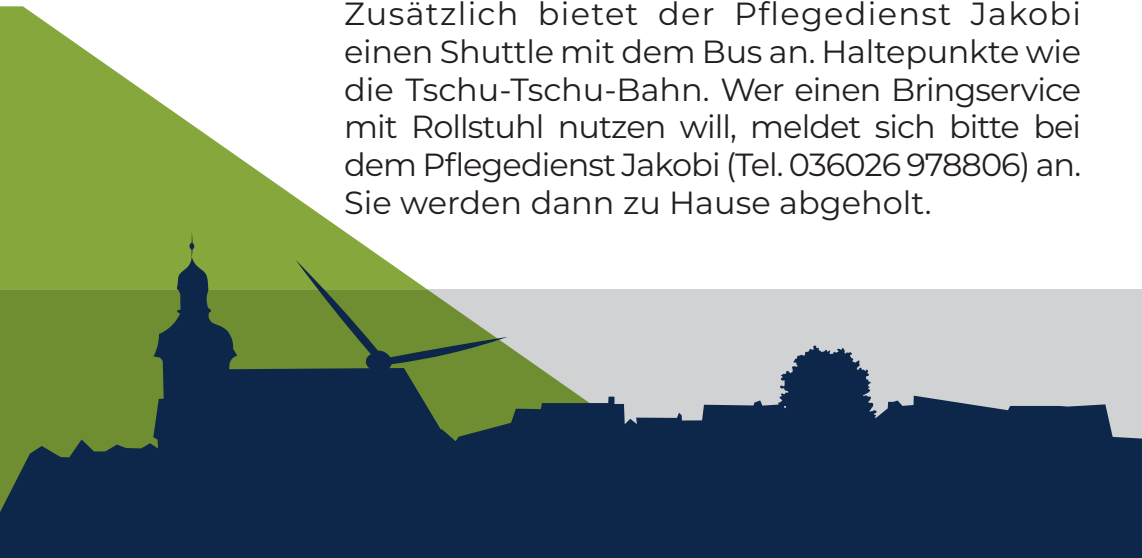 Zusätzlich bietet der Pflegedienst Jakobi
einen Shuttle mit dem Bus an. Haltepunkte wie
die Tschu-Tschu-Bahn. Wer einen Bringservice
mit Rollstuhl nutzen will, meldet sich bitte bei
dem Pflegedienst Jakobi (Tel. 036026 978806) an.
Sie werden dann zu Hause abgeholt.